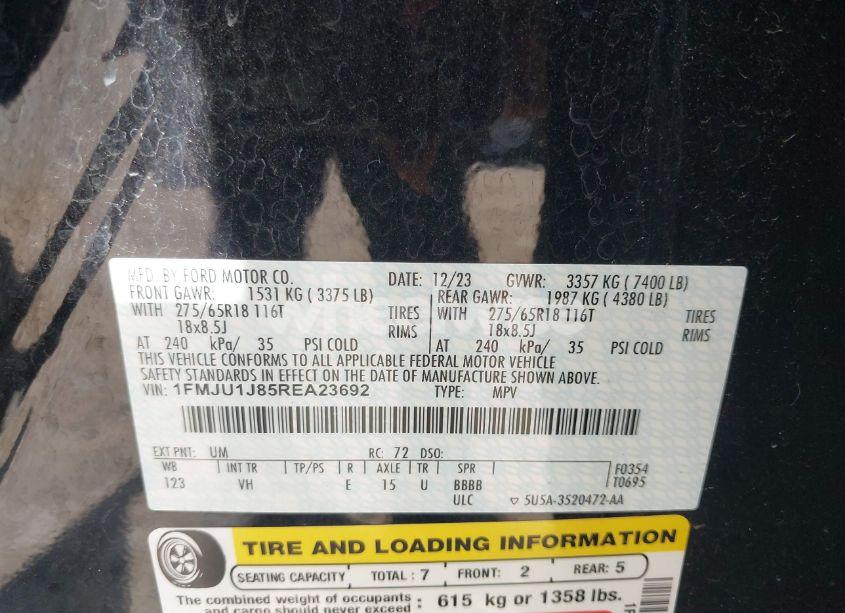 MFD. BY FORD MOTOR CO. DATE: 12/23 GVWR: 3357 KG ( 7400 LB)
FRONT GAWR: 1531 KG ( 3375 LB) REAR GAWR: 1987 KG ( 4380 LB)
WITH 275/65R18 116T TIRES WITH 275/65R18 116T TIRES
18x8.5J RIMS 18x8.5J RIMS
AT 240 kPa/ 35 PSI COLD AT 240 kPa/ 35 PSI COLD
THIS VEHICLE CONFORMS TO ALL APPLICABLE FEDERAL MOTOR VEHICLE
SAFETY STANDARDS IN EFFECT ON THE DATE OF MANUFACTURE SHOWN ABOVE.
VIN: 1FMJU1J85REA23692 TYPE: MPV
EXT PNT: UM RC: 72 DSO:
WB INT TR TP/PS R AXLE TR SPR F0354
123 VH E 15 U BBBB T0695
ULC ▽ 5U5A-3520472-AA
TIRE AND LOADING INFORMATION
SEATING CAPACITY TOTAL : 7 FRONT: 2 REAR: 5
The combined weight of occupants
and cargo should never exceed : 615 kg or 1358 lbs.